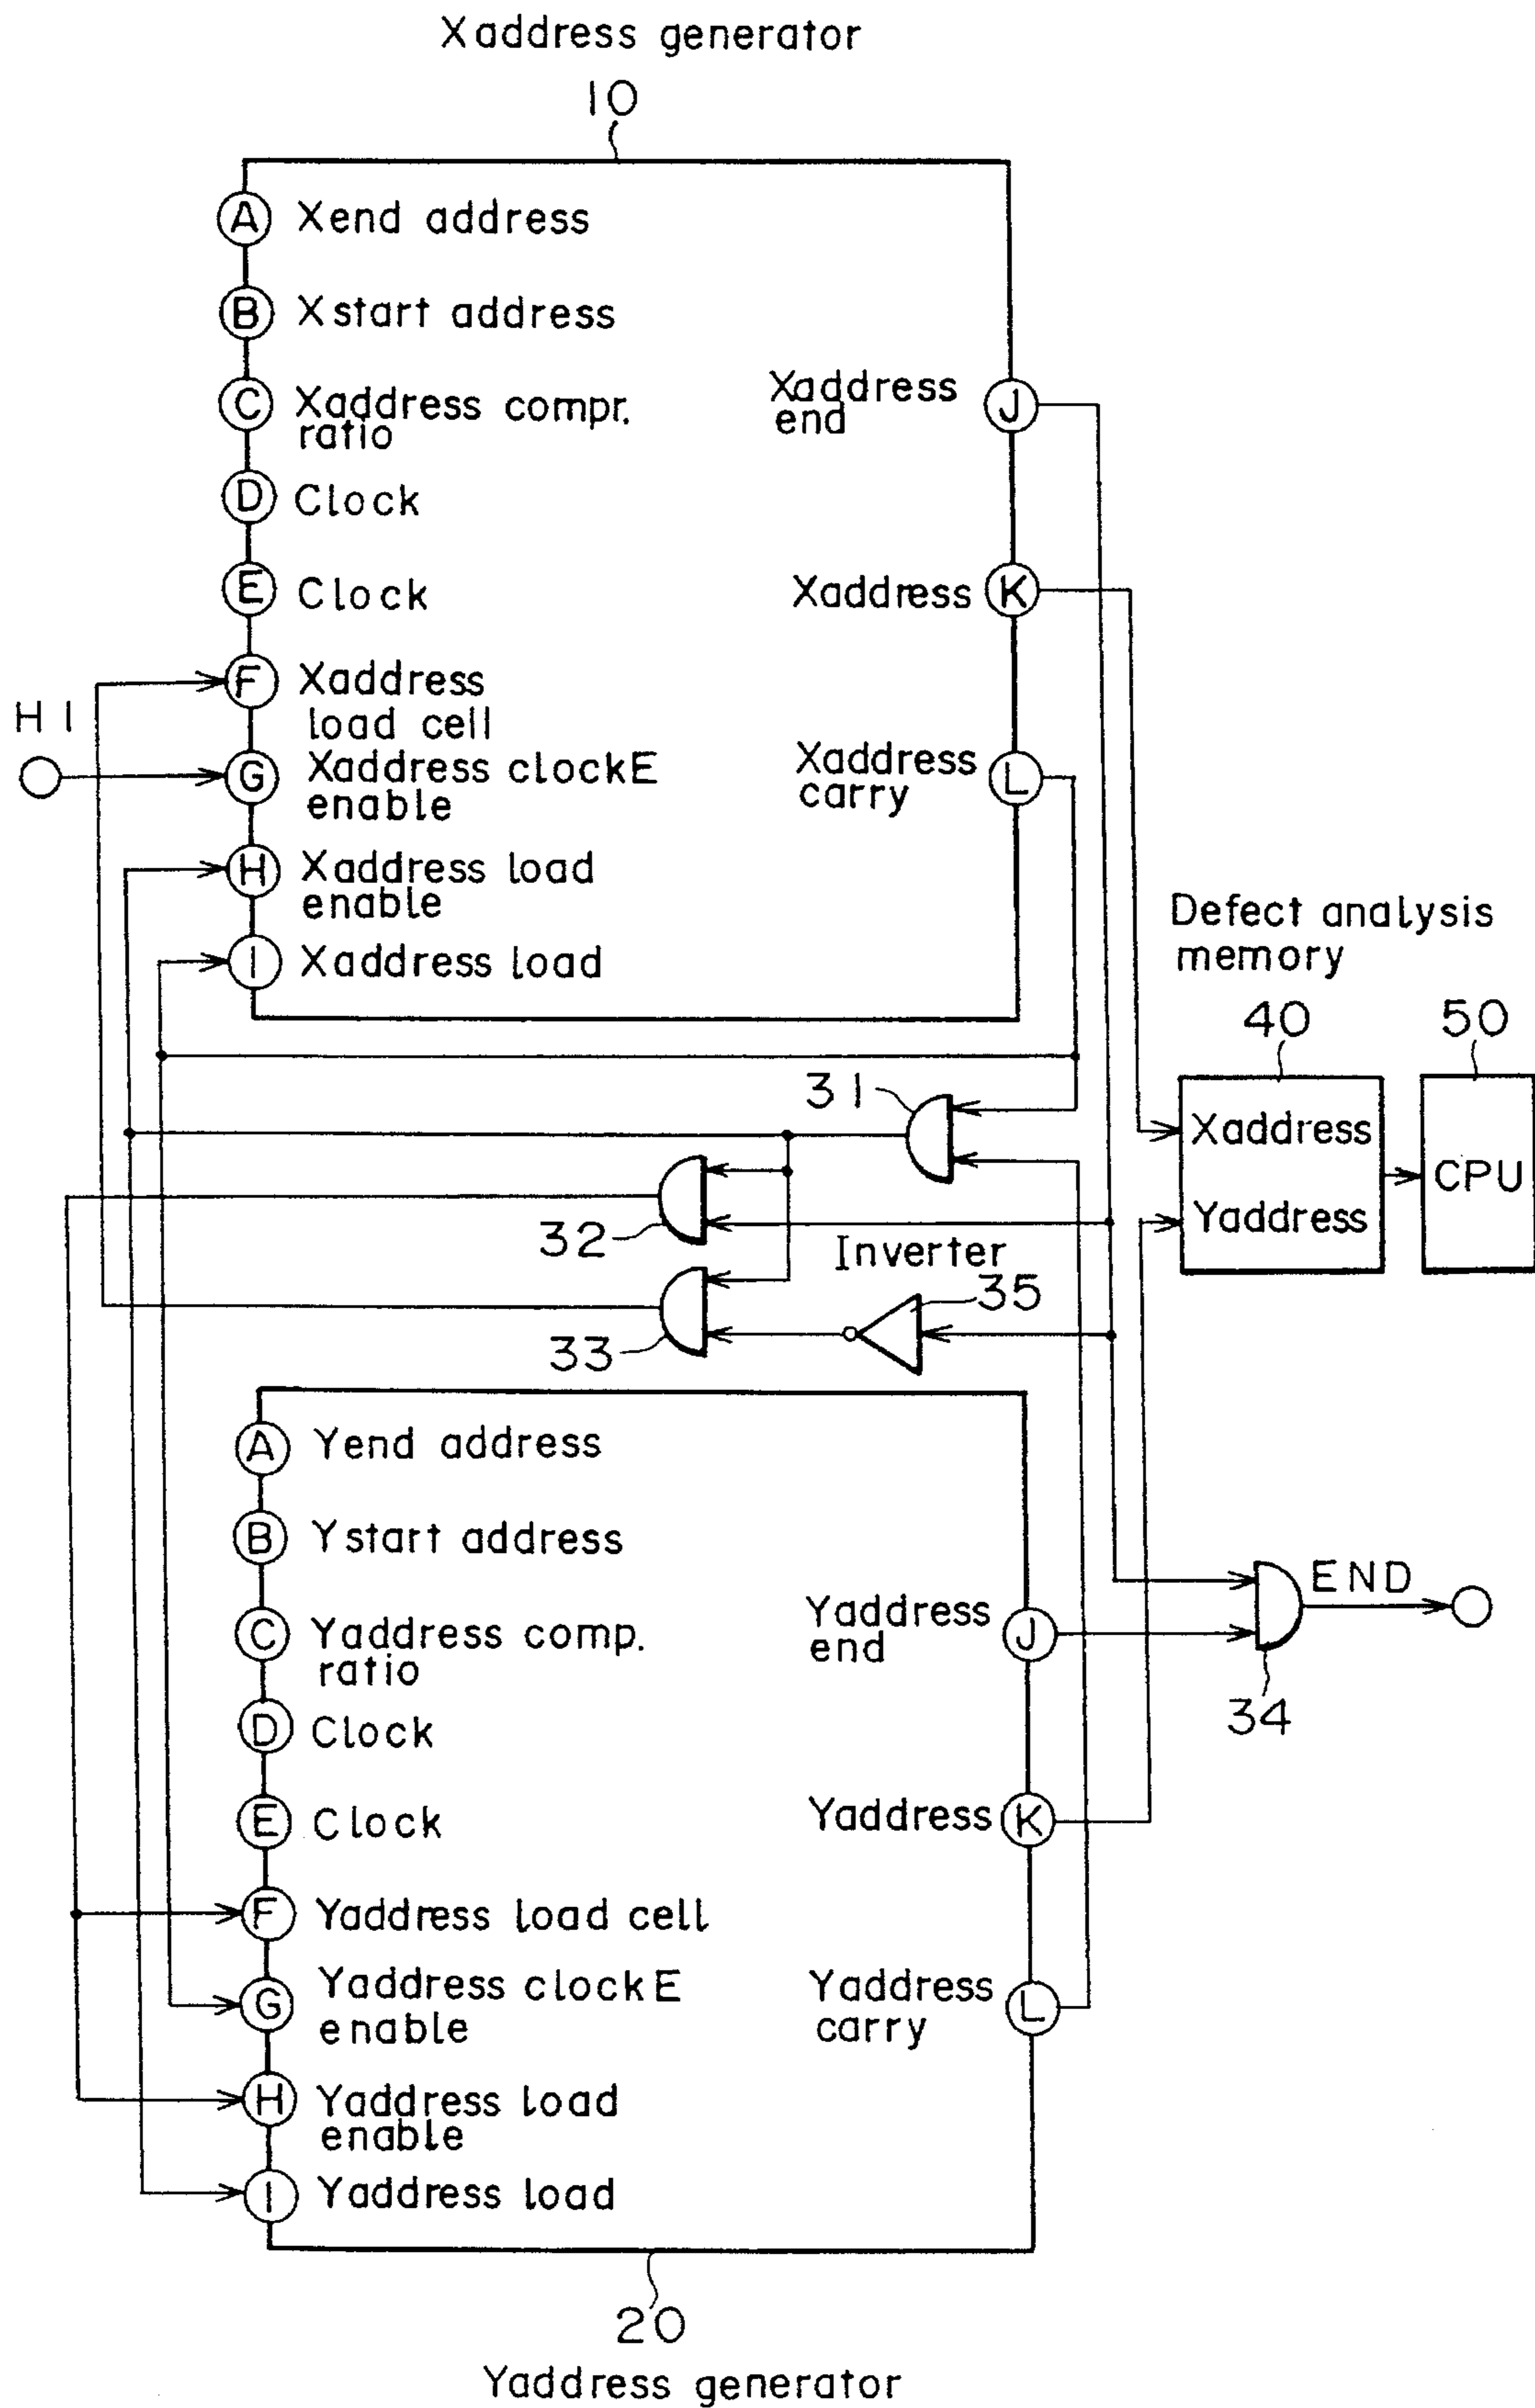 Xaddress generator
10
A Xend address
B Xstart address
C Xaddress compr.
ratio
D Clock
E Clock
F Xaddress
load cell
HI
G Xaddress clockE
enable
H Xaddress load
enable
I Xaddress load
Xaddress
end J
Xaddress K
Xaddress
carry L
Defect analysis
memory
40
50
Xaddress
Yaddress
CPU
31
32
Inverter
35
33
A Yend address
B Ystart address
C Yaddress comp.
ratio
D Clock
E Clock
F Yaddress load cell
G Yaddress clockE
enable
H Yaddress load
enable
I Yaddress load
Yaddress
end J
Yaddress K
Yaddress
carry L
END
34
20
Yaddress generator